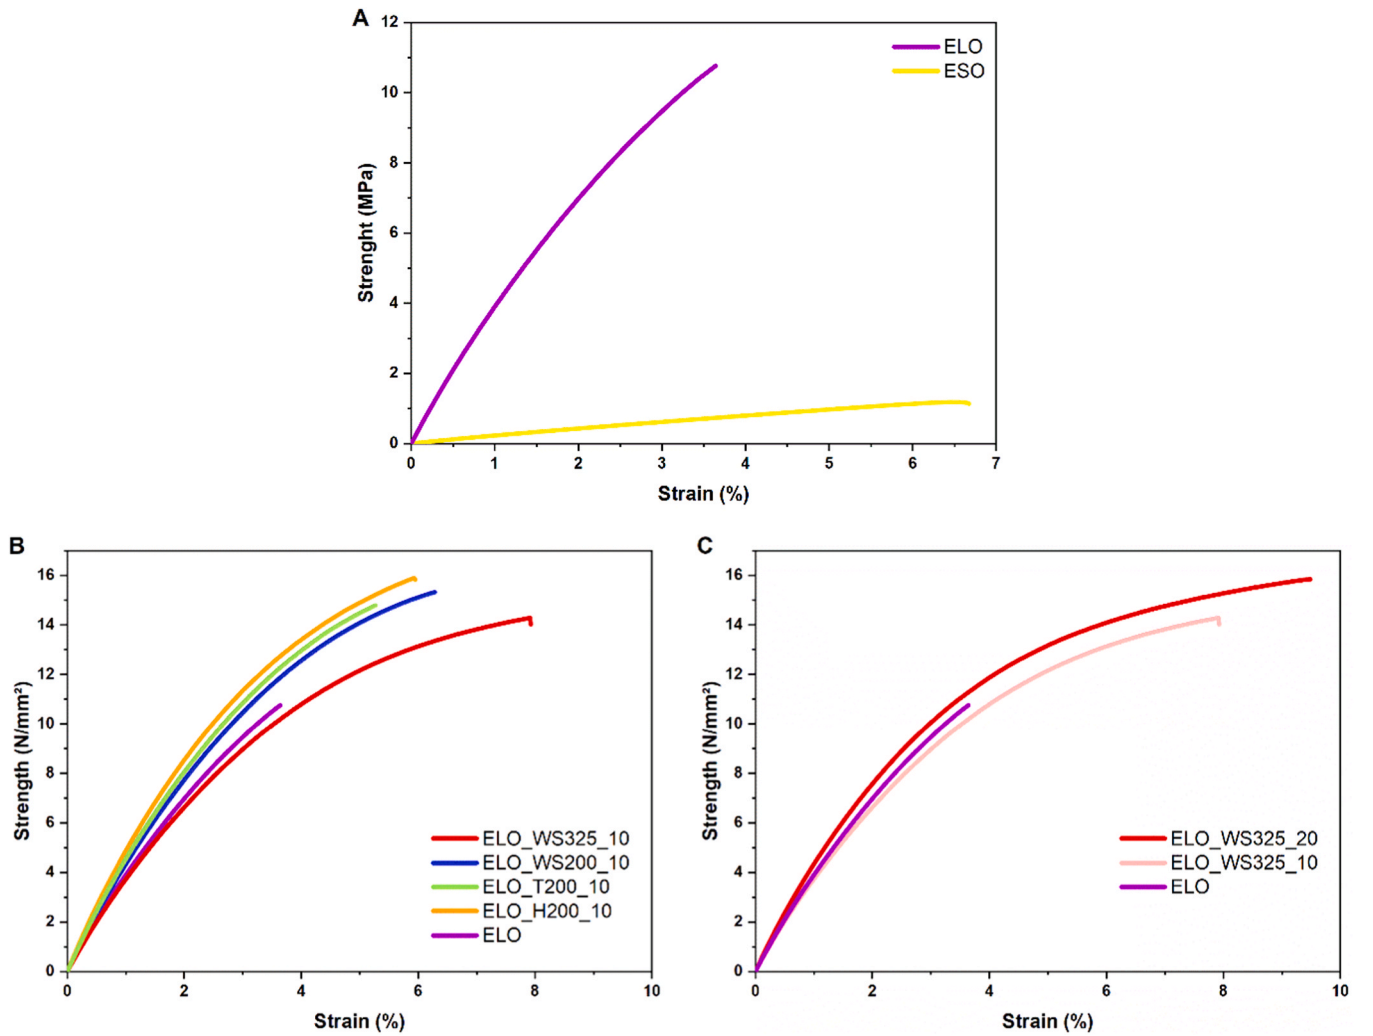 A
12
10
8
6
4
2
0
Strenght (MPa)
ELO
ESO
0 1 2 3 4 5 6 7
Strain (%)
B
16
14
12
10
8
6
4
2
0
Strength (N/mm²)
ELO_WS325_10
ELO_WS200_10
ELO_T200_10
ELO_H200_10
ELO
0 2 4 6 8 10
Strain (%)
C
16
14
12
10
8
6
4
2
0
Strength (N/mm²)
ELO_WS325_20
ELO_WS325_10
ELO
0 2 4 6 8 10
Strain (%)